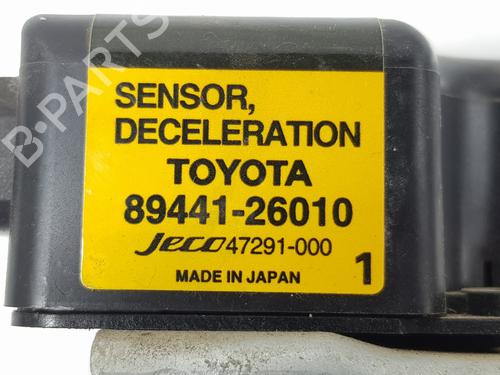 B-PARTS
SENSOR,
DECELERATION
TOYOTA
89441-26010
Jeco 47291-000
MADE IN JAPAN 1